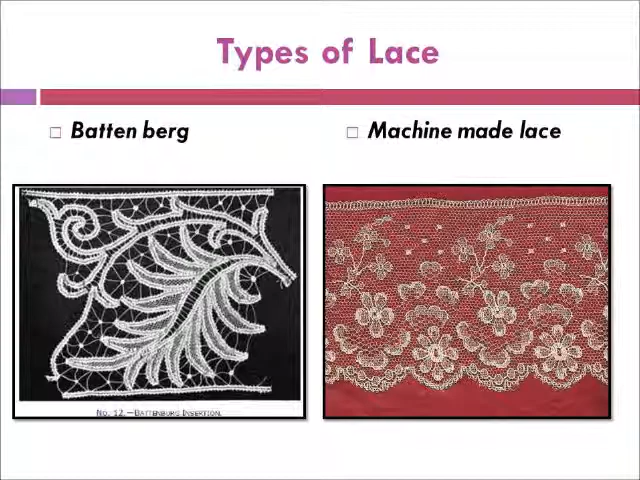 Types of Lace
Batten berg
Machine made lace
No. 12.—Battenburg Insertion.